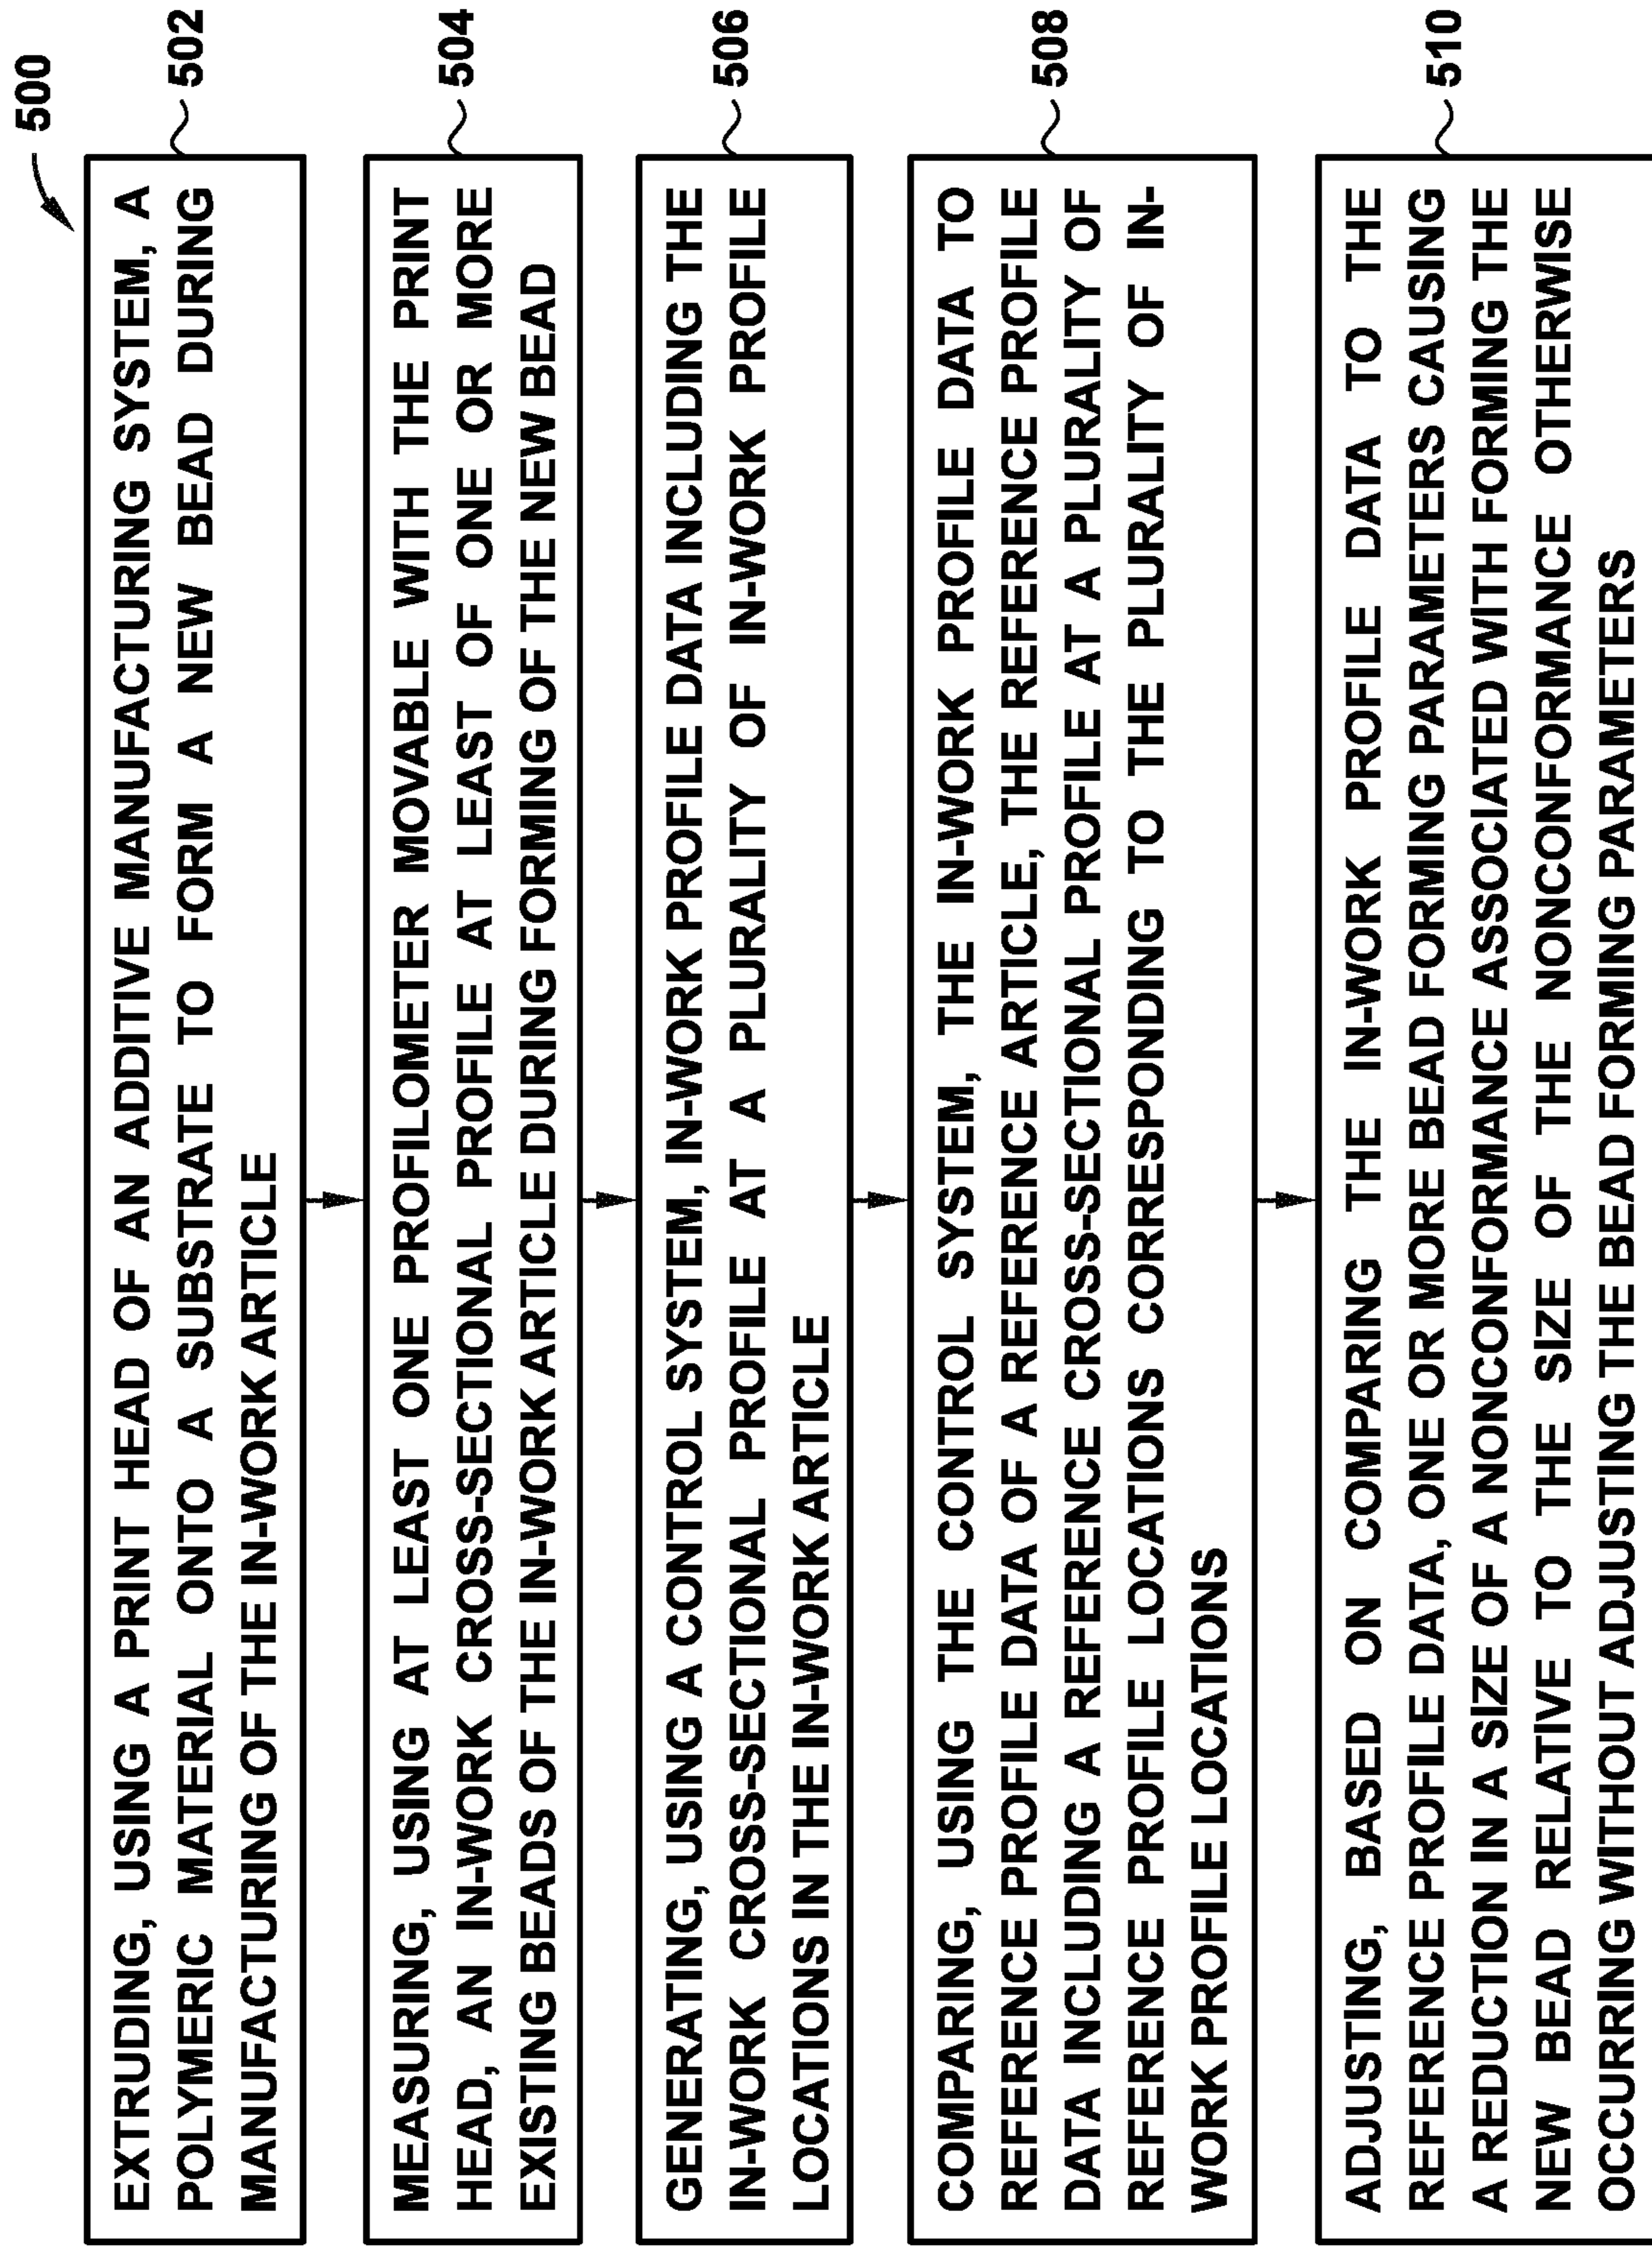 500
EXTRUDING, USING A PRINT HEAD OF AN ADDITIVE MANUFACTURING SYSTEM, A
POLYMERIC MATERIAL ONTO A SUBSTRATE TO FORM A NEW BEAD DURING
MANUFACTURING OF THE IN-WORK ARTICLE
502
MEASURING, USING AT LEAST ONE PROFILOMETER MOVABLE WITH THE PRINT
HEAD, AN IN-WORK CROSS-SECTIONAL PROFILE AT LEAST OF ONE OR MORE
EXISTING BEADS OF THE IN-WORK ARTICLE DURING FORMING OF THE NEW BEAD
504
GENERATING, USING A CONTROL SYSTEM, IN-WORK PROFILE DATA INCLUDING THE
IN-WORK CROSS-SECTIONAL PROFILE AT A PLURALITY OF IN-WORK PROFILE
LOCATIONS IN THE IN-WORK ARTICLE
506
COMPARING, USING THE CONTROL SYSTEM, THE IN-WORK PROFILE DATA TO
REFERENCE PROFILE DATA OF A REFERENCE ARTICLE, THE REFERENCE PROFILE
DATA INCLUDING A REFERENCE CROSS-SECTIONAL PROFILE AT A PLURALITY OF
REFERENCE PROFILE LOCATIONS CORRESPONDING TO THE PLURALITY OF IN-
WORK PROFILE LOCATIONS
508
ADJUSTING, BASED ON COMPARING THE IN-WORK PROFILE DATA TO THE
REFERENCE PROFILE DATA, ONE OR MORE BEAD FORMING PARAMETERS CAUSING
A REDUCTION IN A SIZE OF A NONCONFORMANCE ASSOCIATED WITH FORMING THE
NEW BEAD RELATIVE TO THE SIZE OF THE NONCONFORMANCE OTHERWISE
OCCURRING WITHOUT ADJUSTING THE BEAD FORMING PARAMETERS
510